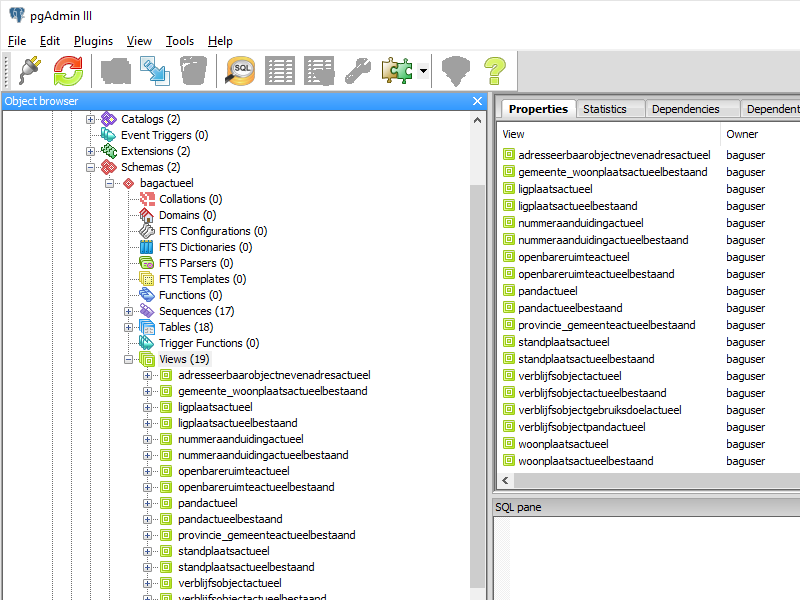 pgAdmin III
File Edit Plugins View Tools Help
SQL
Object browser
Catalogs (2)
Event Triggers (0)
Extensions (2)
Schemas (2)
bagactueel
Collations (0)
Domains (0)
FTS Configurations (0)
FTS Dictionaries (0)
FTS Parsers (0)
FTS Templates (0)
Functions (0)
Sequences (17)
Tables (18)
Trigger Functions (0)
Views (19)
adresseerbaarobjectnevenadresactueel
gemeente_woonplaatsactueelbestaand
ligplaatsactueel
ligplaatsactueelbestaand
nummeraanduidingactueel
nummeraanduidingactueelbestaand
openbareruimteactueel
openbareruimteactueelbestaand
pandactueel
pandactueelbestaand
provincie_gemeenteactueelbestaand
standplaatsactueel
standplaatsactueelbestaand
verblijfsobjectactueel
verblijfsobjectactueelbestaand
Properties Statistics Dependencies Dependent
View Owner
adresseerbaarobjectnevenadresactueel baguser
gemeente_woonplaatsactueelbestaand baguser
ligplaatsactueel baguser
ligplaatsactueelbestaand baguser
nummeraanduidingactueel baguser
nummeraanduidingactueelbestaand baguser
openbareruimteactueel baguser
openbareruimteactueelbestaand baguser
pandactueel baguser
pandactueelbestaand baguser
provincie_gemeenteactueelbestaand baguser
standplaatsactueel baguser
standplaatsactueelbestaand baguser
verblijfsobjectactueel baguser
verblijfsobjectactueelbestaand baguser
verblijfsobjectgebruiksdoelactueel baguser
verblijfsobjectpandactueel baguser
woonplaatsactueel baguser
woonplaatsactueelbestaand baguser
SQL pane